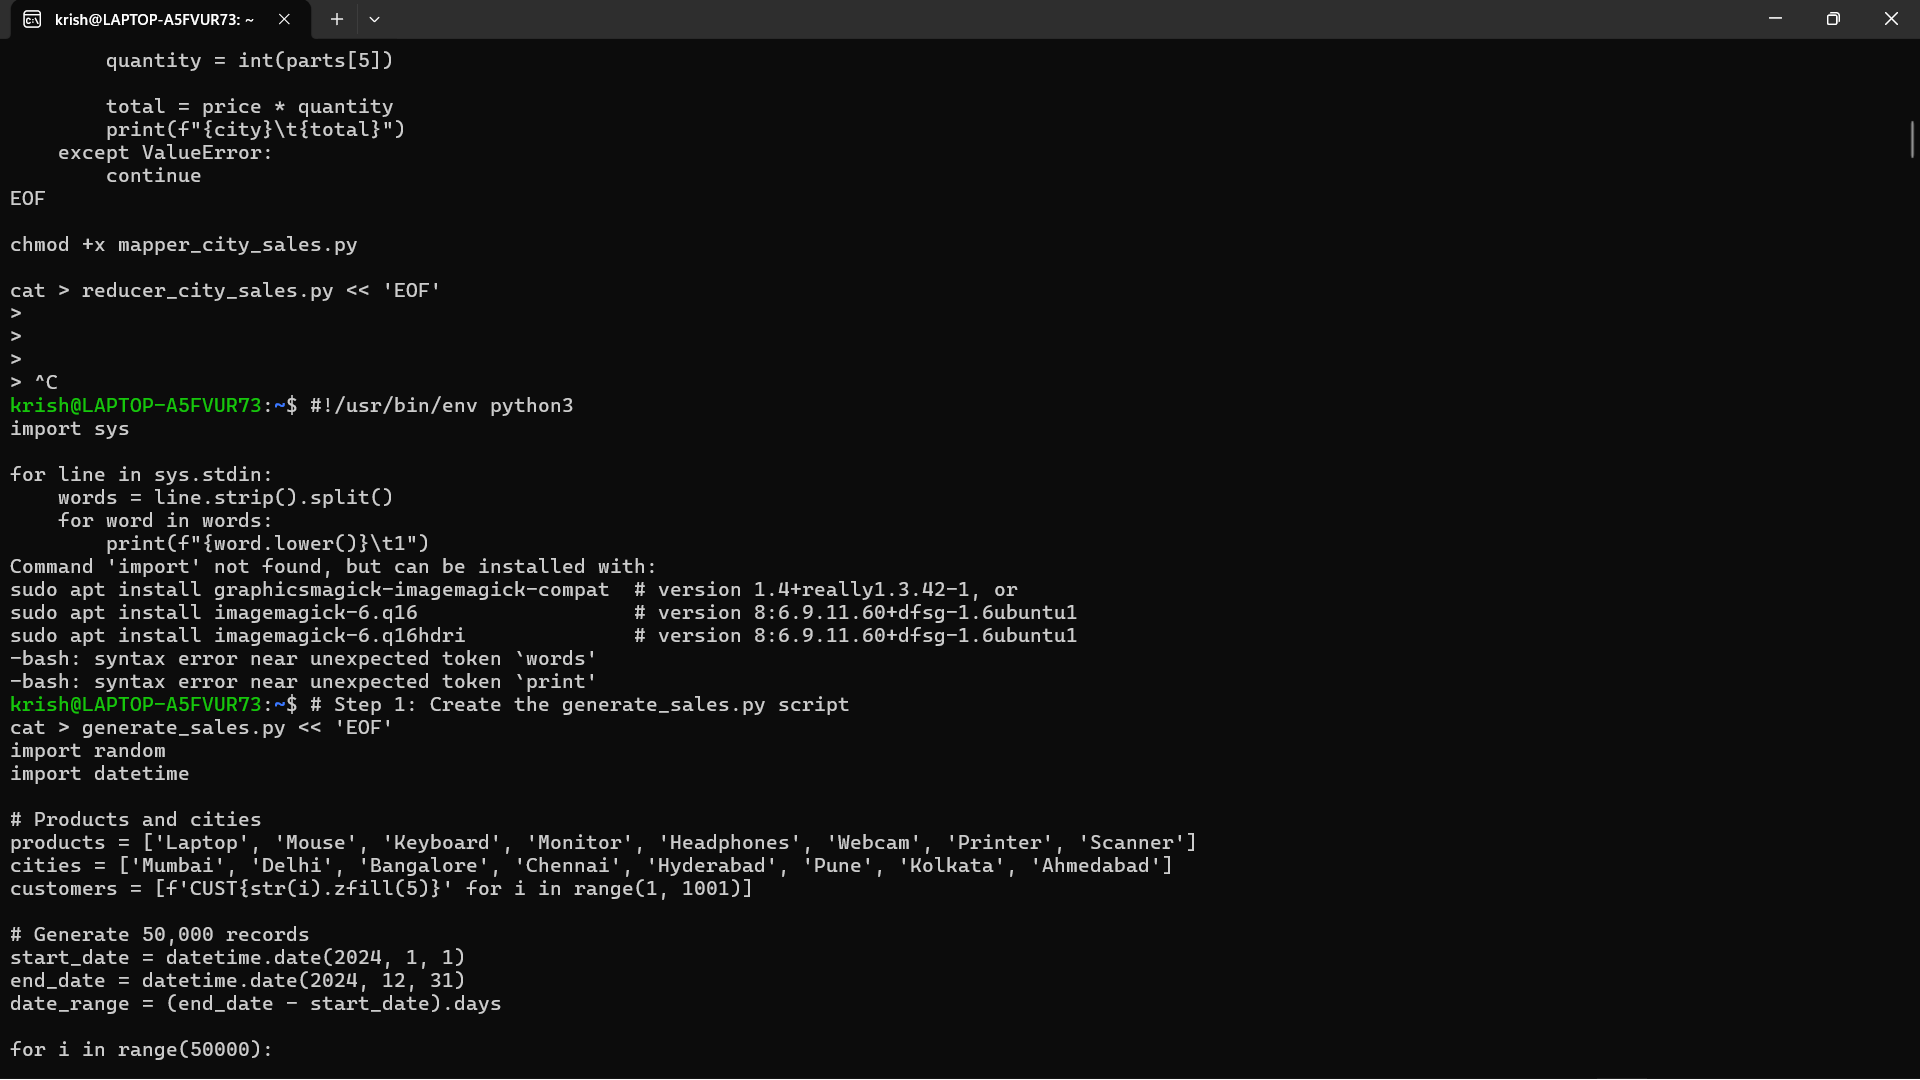 krish@LAPTOP-A5FVUR73: ~
        quantity = int(parts[5])

        total = price * quantity
        print(f"{city}\t{total}")
    except ValueError:
        continue
EOF

chmod +x mapper_city_sales.py

cat > reducer_city_sales.py << 'EOF'
>
>
>
> ^C
krish@LAPTOP-A5FVUR73:~$ #!/usr/bin/env python3
import sys

for line in sys.stdin:
    words = line.strip().split()
    for word in words:
        print(f"{word.lower()}\t1")
Command 'import' not found, but can be installed with:
sudo apt install graphicsmagick-imagemagick-compat  # version 1.4+really1.3.42-1, or
sudo apt install imagemagick-6.q16                  # version 8:6.9.11.60+dfsg-1.6ubuntu1
sudo apt install imagemagick-6.q16hdri              # version 8:6.9.11.60+dfsg-1.6ubuntu1
-bash: syntax error near unexpected token `words'
-bash: syntax error near unexpected token `print'
krish@LAPTOP-A5FVUR73:~$ # Step 1: Create the generate_sales.py script
cat > generate_sales.py << 'EOF'
import random
import datetime

# Products and cities
products = ['Laptop', 'Mouse', 'Keyboard', 'Monitor', 'Headphones', 'Webcam', 'Printer', 'Scanner']
cities = ['Mumbai', 'Delhi', 'Bangalore', 'Chennai', 'Hyderabad', 'Pune', 'Kolkata', 'Ahmedabad']
customers = [f'CUST{str(i).zfill(5)}' for i in range(1, 1001)]

# Generate 50,000 records
start_date = datetime.date(2024, 1, 1)
end_date = datetime.date(2024, 12, 31)
date_range = (end_date - start_date).days

for i in range(50000):